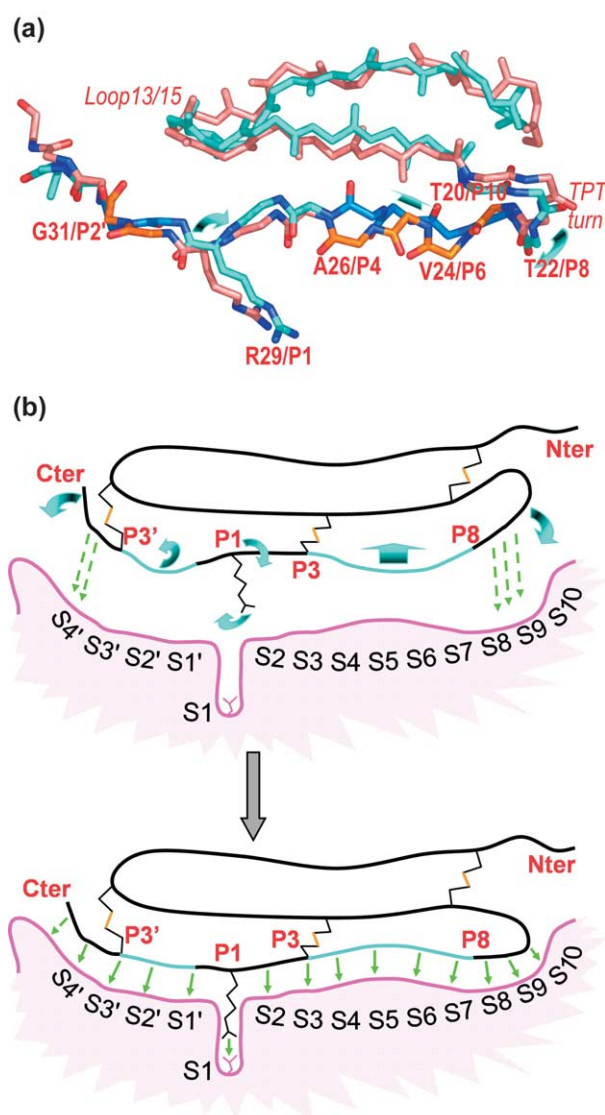 (a)
Loop13/15
T20/P10
TPT
turn
G31/P2'
A26/P4
V24/P6
T22/P8
R29/P1
(b)
Nter
Cter
P3'
P1
P3
P8
S4'
S3'
S2'
S1'
S1
S2
S3
S4
S5
S6
S7
S8
S9
S10
Nter
Cter
P3'
P1
P3
P8
S4'
S3'
S2'
S1'
S1
S2
S3
S4
S5
S6
S7
S8
S9
S10